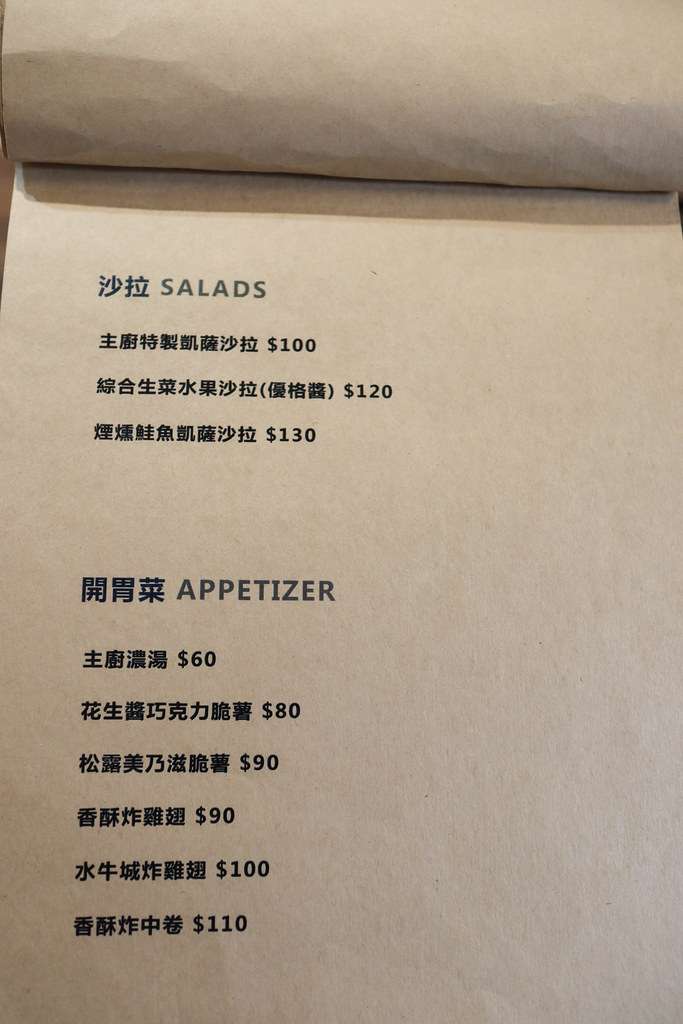 沙拉 SALADS
主廚特製凱薩沙拉 $100
綜合生菜水果沙拉(優格醬) $120
煙燻鮭魚凱薩沙拉 $130
開胃菜 APPETIZER
主廚濃湯 $60
花生醬巧克力脆薯 $80
松露美乃滋脆薯 $90
香酥炸雞翅 $90
水牛城炸雞翅 $100
香酥炸中卷 $110